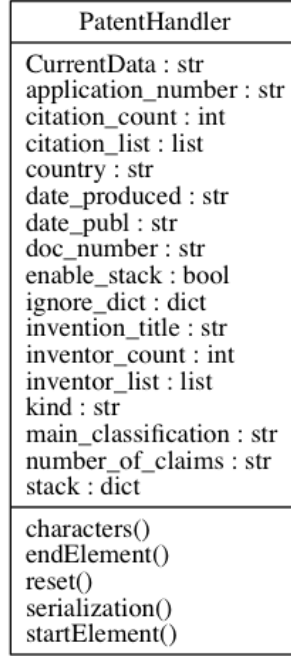 PatentHandler
CurrentData : str
application_number : str
citation_count : int
citation_list : list
country : str
date_produced : str
date_publ : str
doc_number : str
enable_stack : bool
ignore_dict : dict
invention_title : str
inventor_count : int
inventor_list : list
kind : str
main_classification : str
number_of_claims : str
stack : dict
characters()
endElement()
reset()
serialization()
startElement()